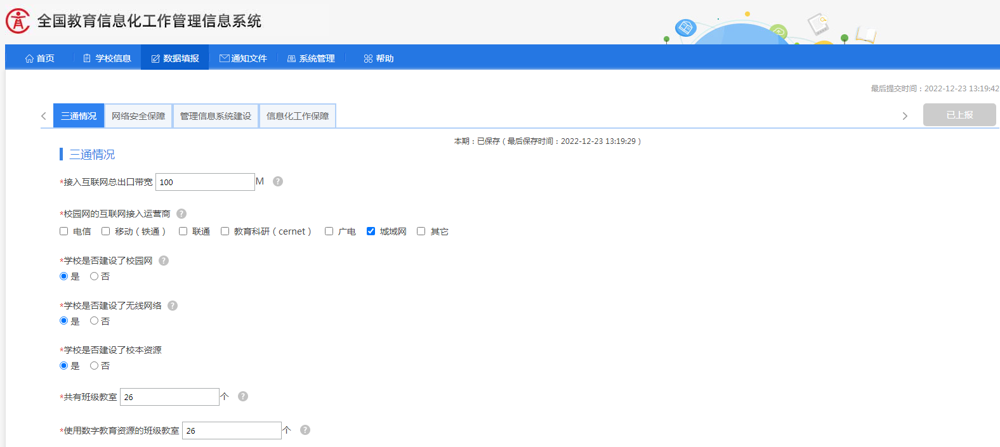 全国教育信息化工作管理信息系统
首页 学校信息 数据填报 通知文件 系统管理 帮助
最后提交时间：2022-12-23 13:19:42
三通情况 网络安全保障 管理信息系统建设 信息化工作保障 已上报
本期：已保存（最后保存时间：2022-12-23 13:19:29）
三通情况
*接入互联网总出口带宽 100 M ?
*校园网的互联网接入运营商 ?
电信 移动（铁通） 联通 教育科研（cernet） 广电 城域网 其它
*学校是否建设了校园网 ?
是 否
*学校是否建设了无线网络 ?
是 否
*学校是否建设了校本资源
是 否
*共有班级教室 26 个 ?
*使用数字教育资源的班级教室 26 个 ?